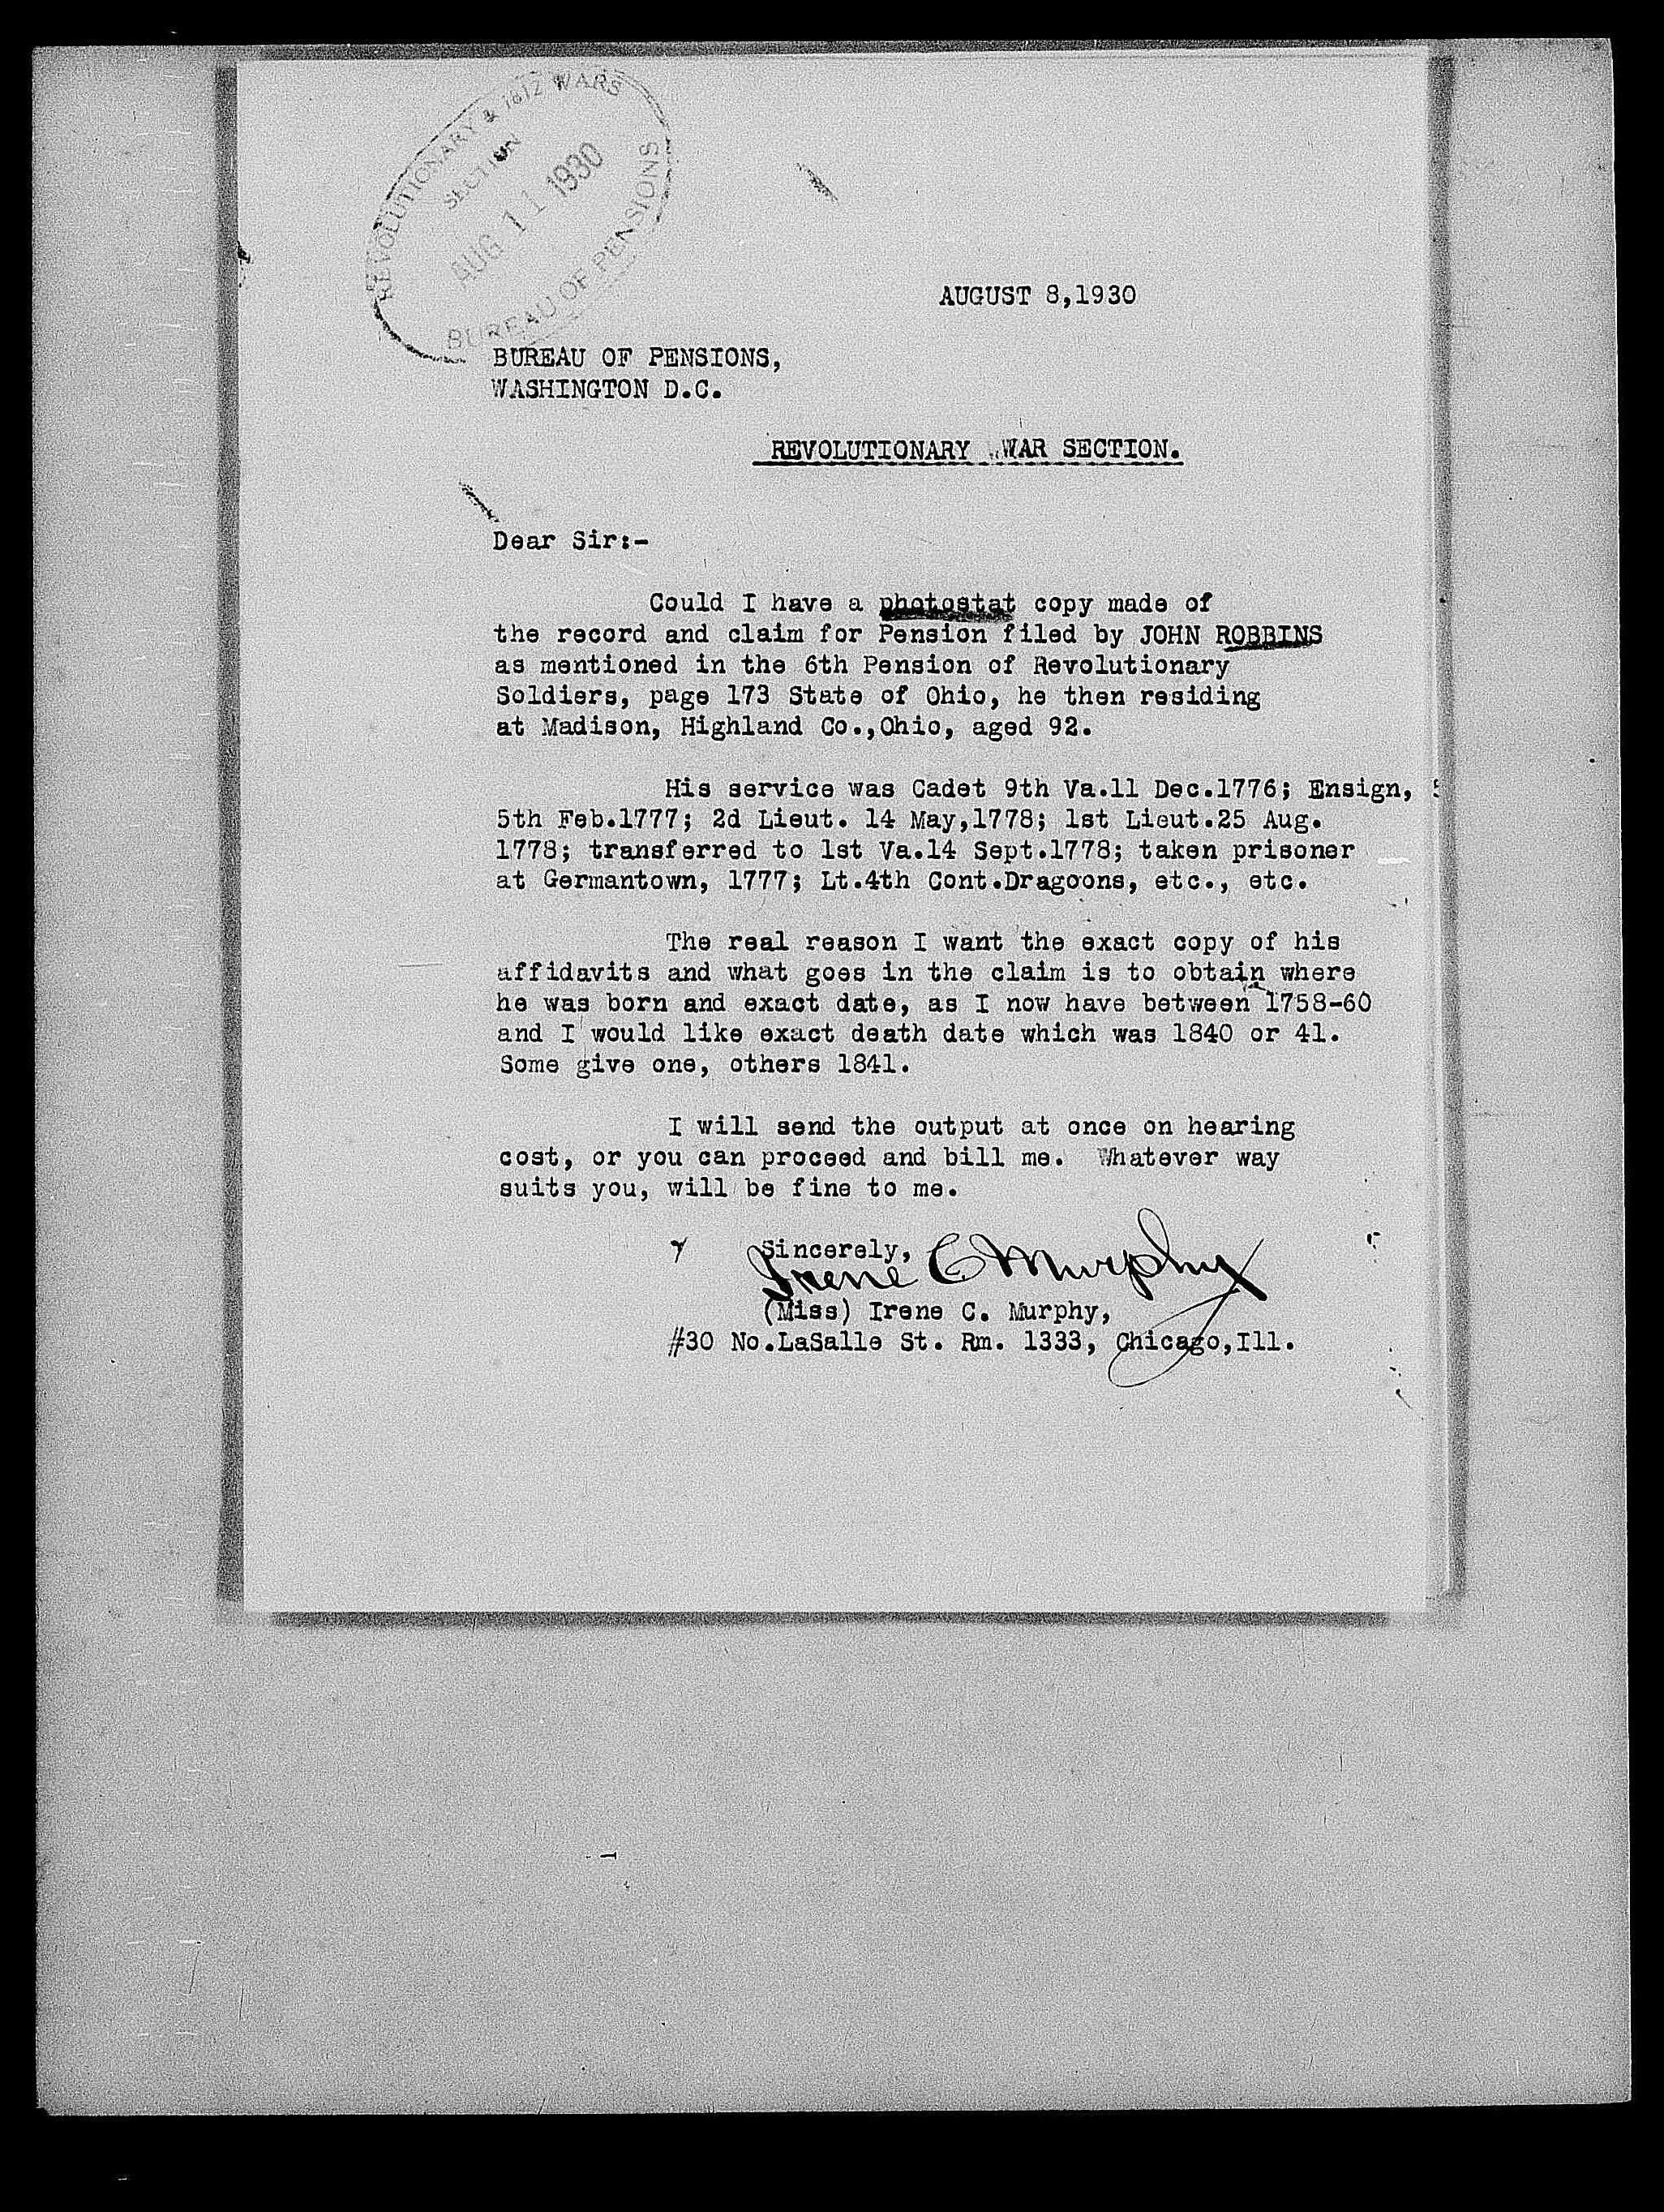 REVOLUTIONARY & 1812 WARS
SECTION
AUG 11 1930
BUREAU OF PENSIONS
AUGUST 8,1930
BUREAU OF PENSIONS,
WASHINGTON D.C.
REVOLUTIONARY WAR SECTION.
Dear Sir:-
Could I have a photostat copy made of
the record and claim for Pension filed by JOHN ROBBINS
as mentioned in the 6th Pension of Revolutionary
Soldiers, page 173 State of Ohio, he then residing
at Madison, Highland Co.,Ohio, aged 92.
His service was Cadet 9th Va.11 Dec.1776; Ensign, 5
5th Feb.1777; 2d Lieut. 14 May,1778; 1st Lieut.25 Aug.
1778; transferred to 1st Va.14 Sept.1778; taken prisoner
at Germantown, 1777; Lt.4th Cont.Dragoons, etc., etc.
The real reason I want the exact copy of his
affidavits and what goes in the claim is to obtain where
he was born and exact date, as I now have between 1758-60
and I would like exact death date which was 1840 or 41.
Some give one, others 1841.
I will send the output at once on hearing
cost, or you can proceed and bill me. Whatever way
suits you, will be fine to me.
Sincerely,
Irene C Murphy
(Miss) Irene C. Murphy,
#30 No.LaSalle St. Rm. 1333, Chicago,Ill.